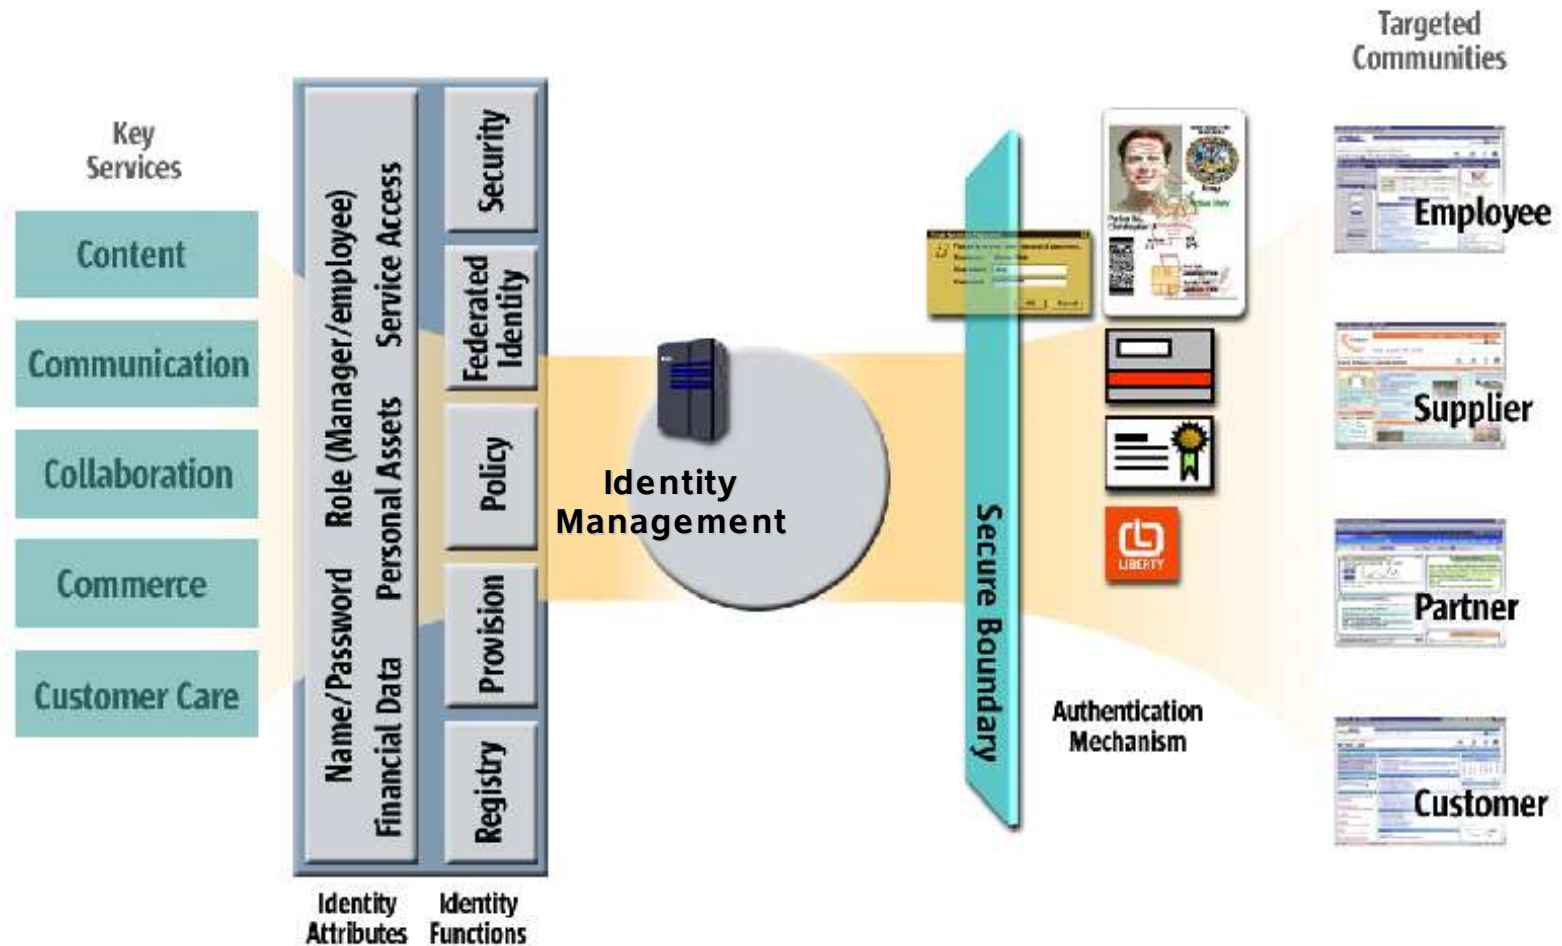 Targeted
Communities
Key
Services
Content
Communication
Collaboration
Commerce
Customer Care
Name/Password Role (Manager/employee)
Financial Data Personal Assets Service Access
Security
Federated
Identity
Policy
Provision
Registry
Identity
Attributes
Identity
Functions
Identity
Management
Secure Boundary
LIBERTY
Authentication
Mechanism
Employee
Supplier
Partner
Customer